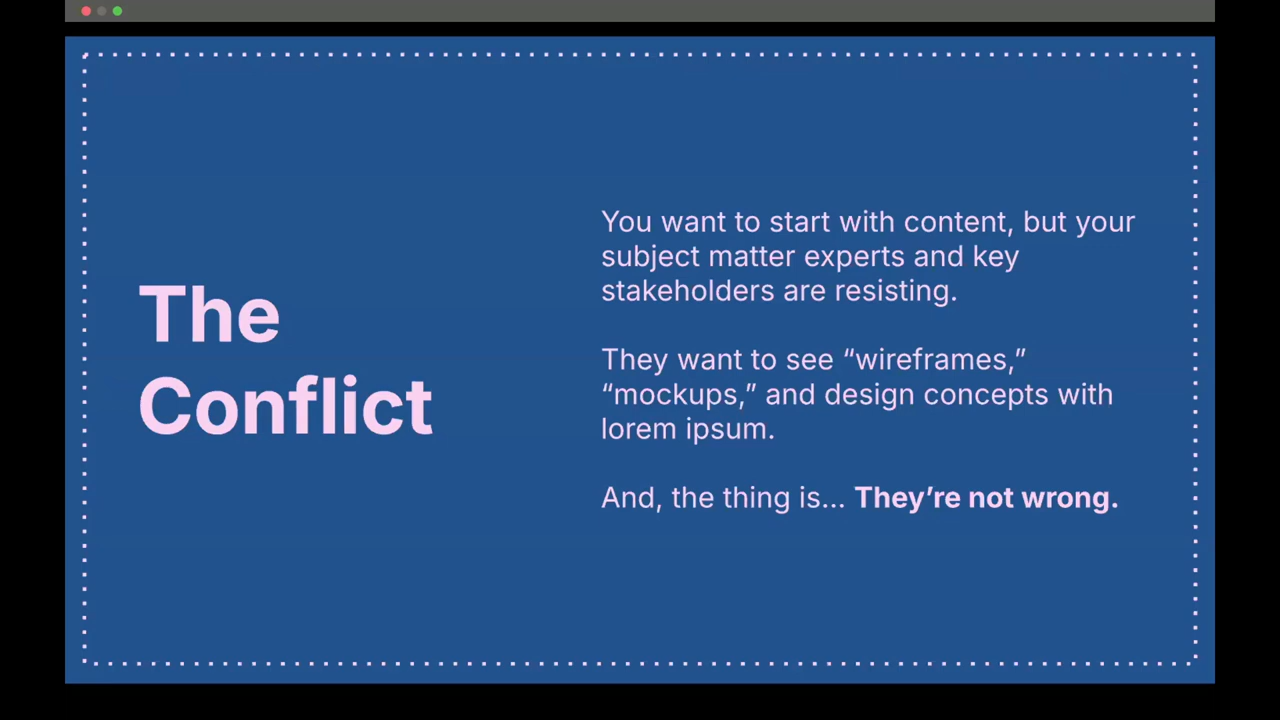 The
Conflict
You want to start with content, but your
subject matter experts and key
stakeholders are resisting.
They want to see “wireframes,”
“mockups,” and design concepts with
lorem ipsum.
And, the thing is... They’re not wrong.